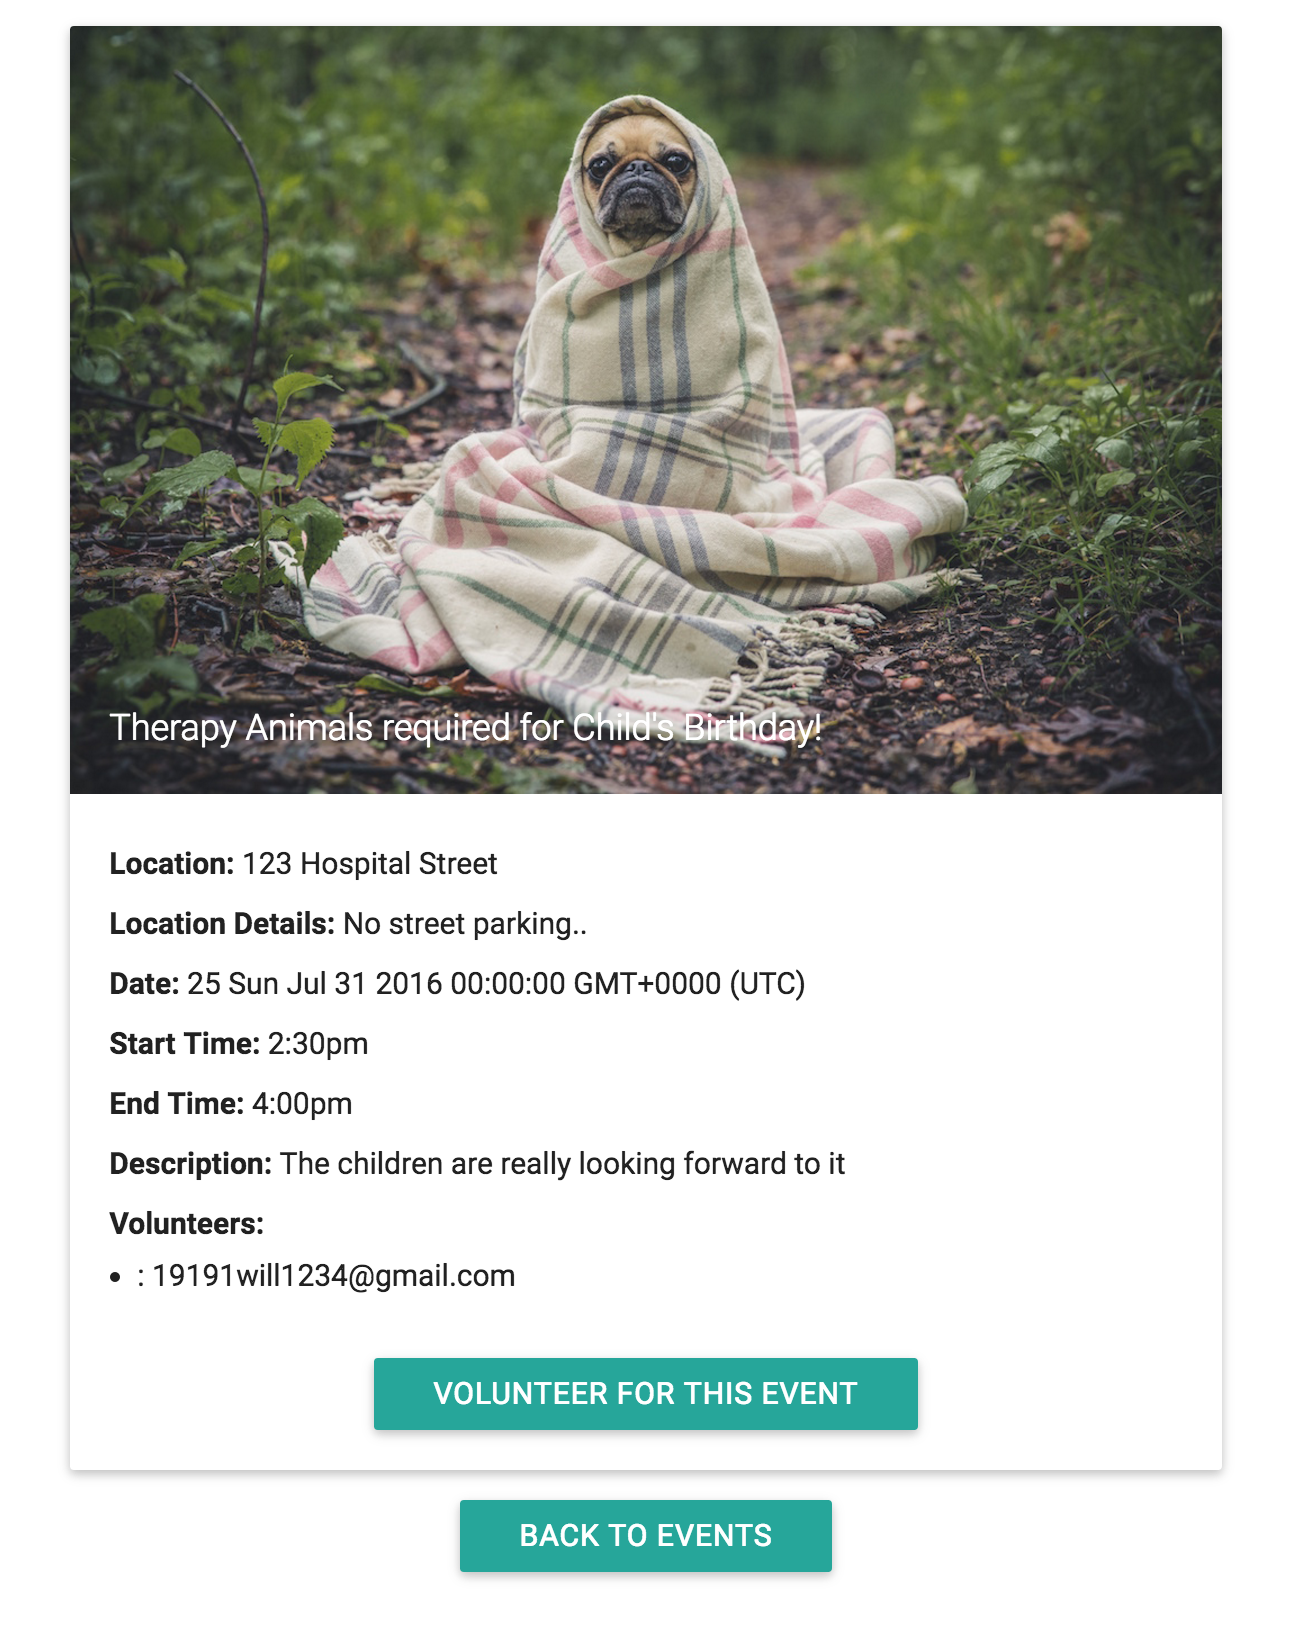 Therapy Animals required for Child's Birthday!
Location: 123 Hospital Street
Location Details: No street parking..
Date: 25 Sun Jul 31 2016 00:00:00 GMT+0000 (UTC)
Start Time: 2:30pm
End Time: 4:00pm
Description: The children are really looking forward to it
Volunteers:
• : 19191will1234@gmail.com
VOLUNTEER FOR THIS EVENT
BACK TO EVENTS